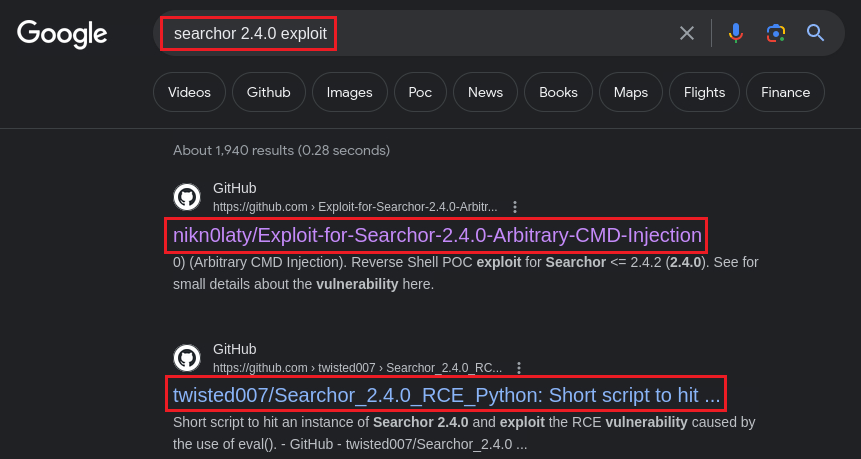 Google
searchor 2.4.0 exploit
Videos Github Images Poc News Books Maps Flights Finance
About 1,940 results (0.28 seconds)
GitHub
https://github.com › Exploit-for-Searchor-2.4.0-Arbitr...
nikn0laty/Exploit-for-Searchor-2.4.0-Arbitrary-CMD-Injection
0) (Arbitrary CMD Injection). Reverse Shell POC exploit for Searchor <= 2.4.2 (2.4.0). See for
small details about the vulnerability here.
GitHub
https://github.com › twisted007 › Searchor_2.4.0_RC...
twisted007/Searchor_2.4.0_RCE_Python: Short script to hit ...
Short script to hit an instance of Searchor 2.4.0 and exploit the RCE vulnerability caused by
the use of eval(). - GitHub - twisted007/Searchor_2.4.0 ...